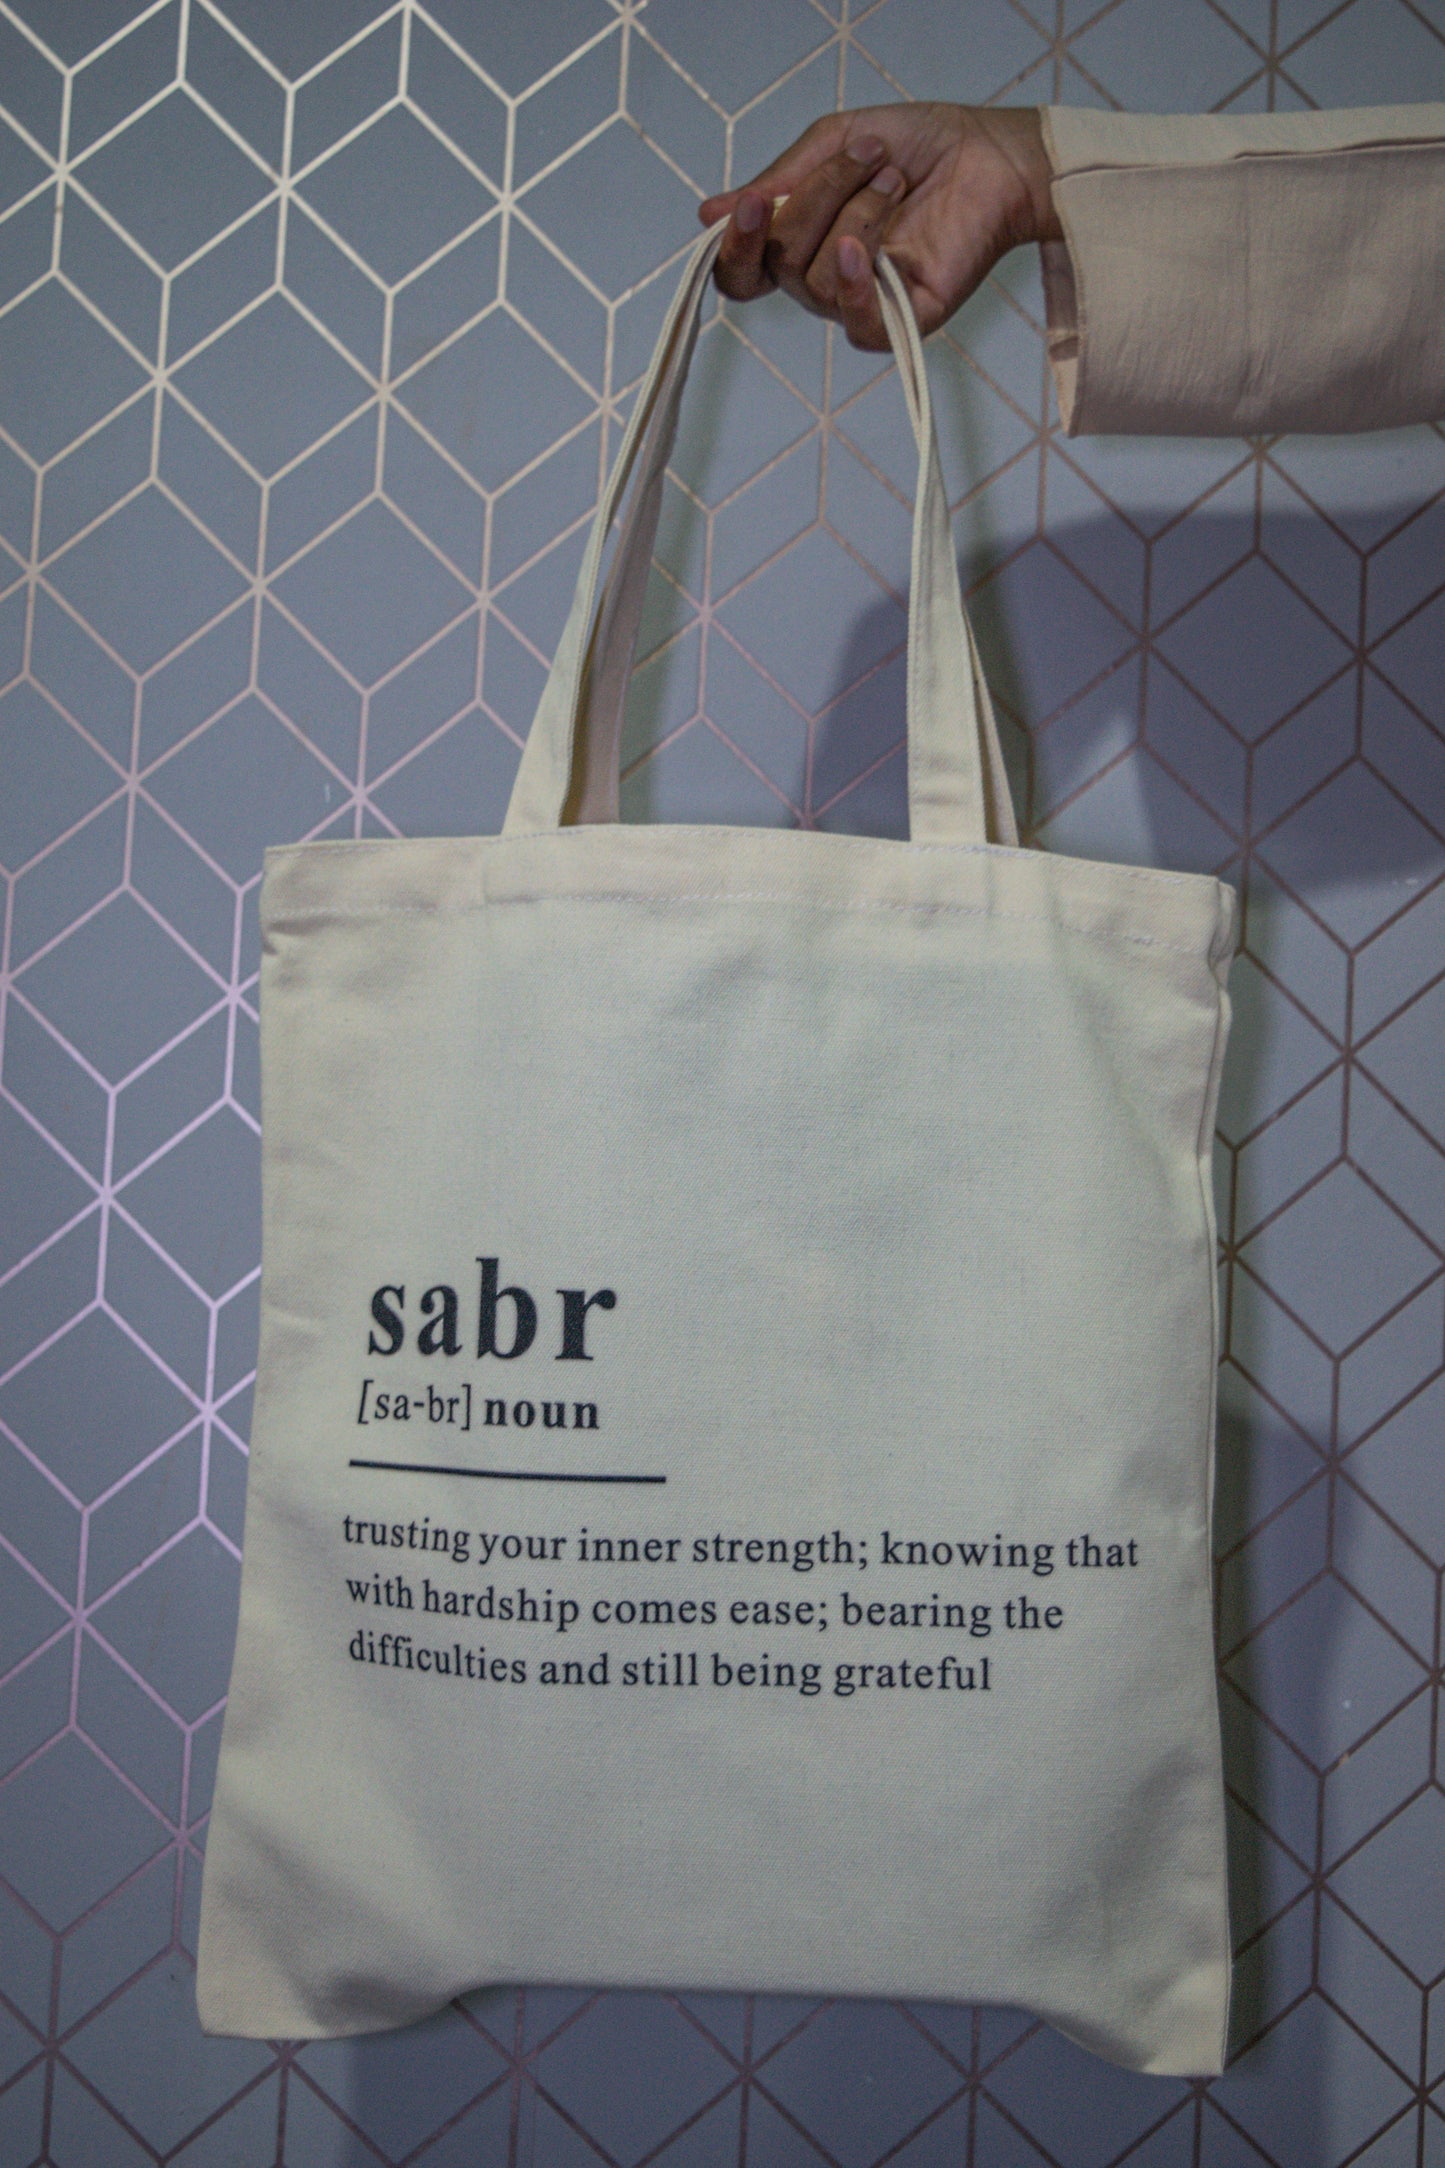 sabr
[sa-br] noun
trusting your inner strength; knowing that
with hardship comes ease; bearing the
difficulties and still being grateful